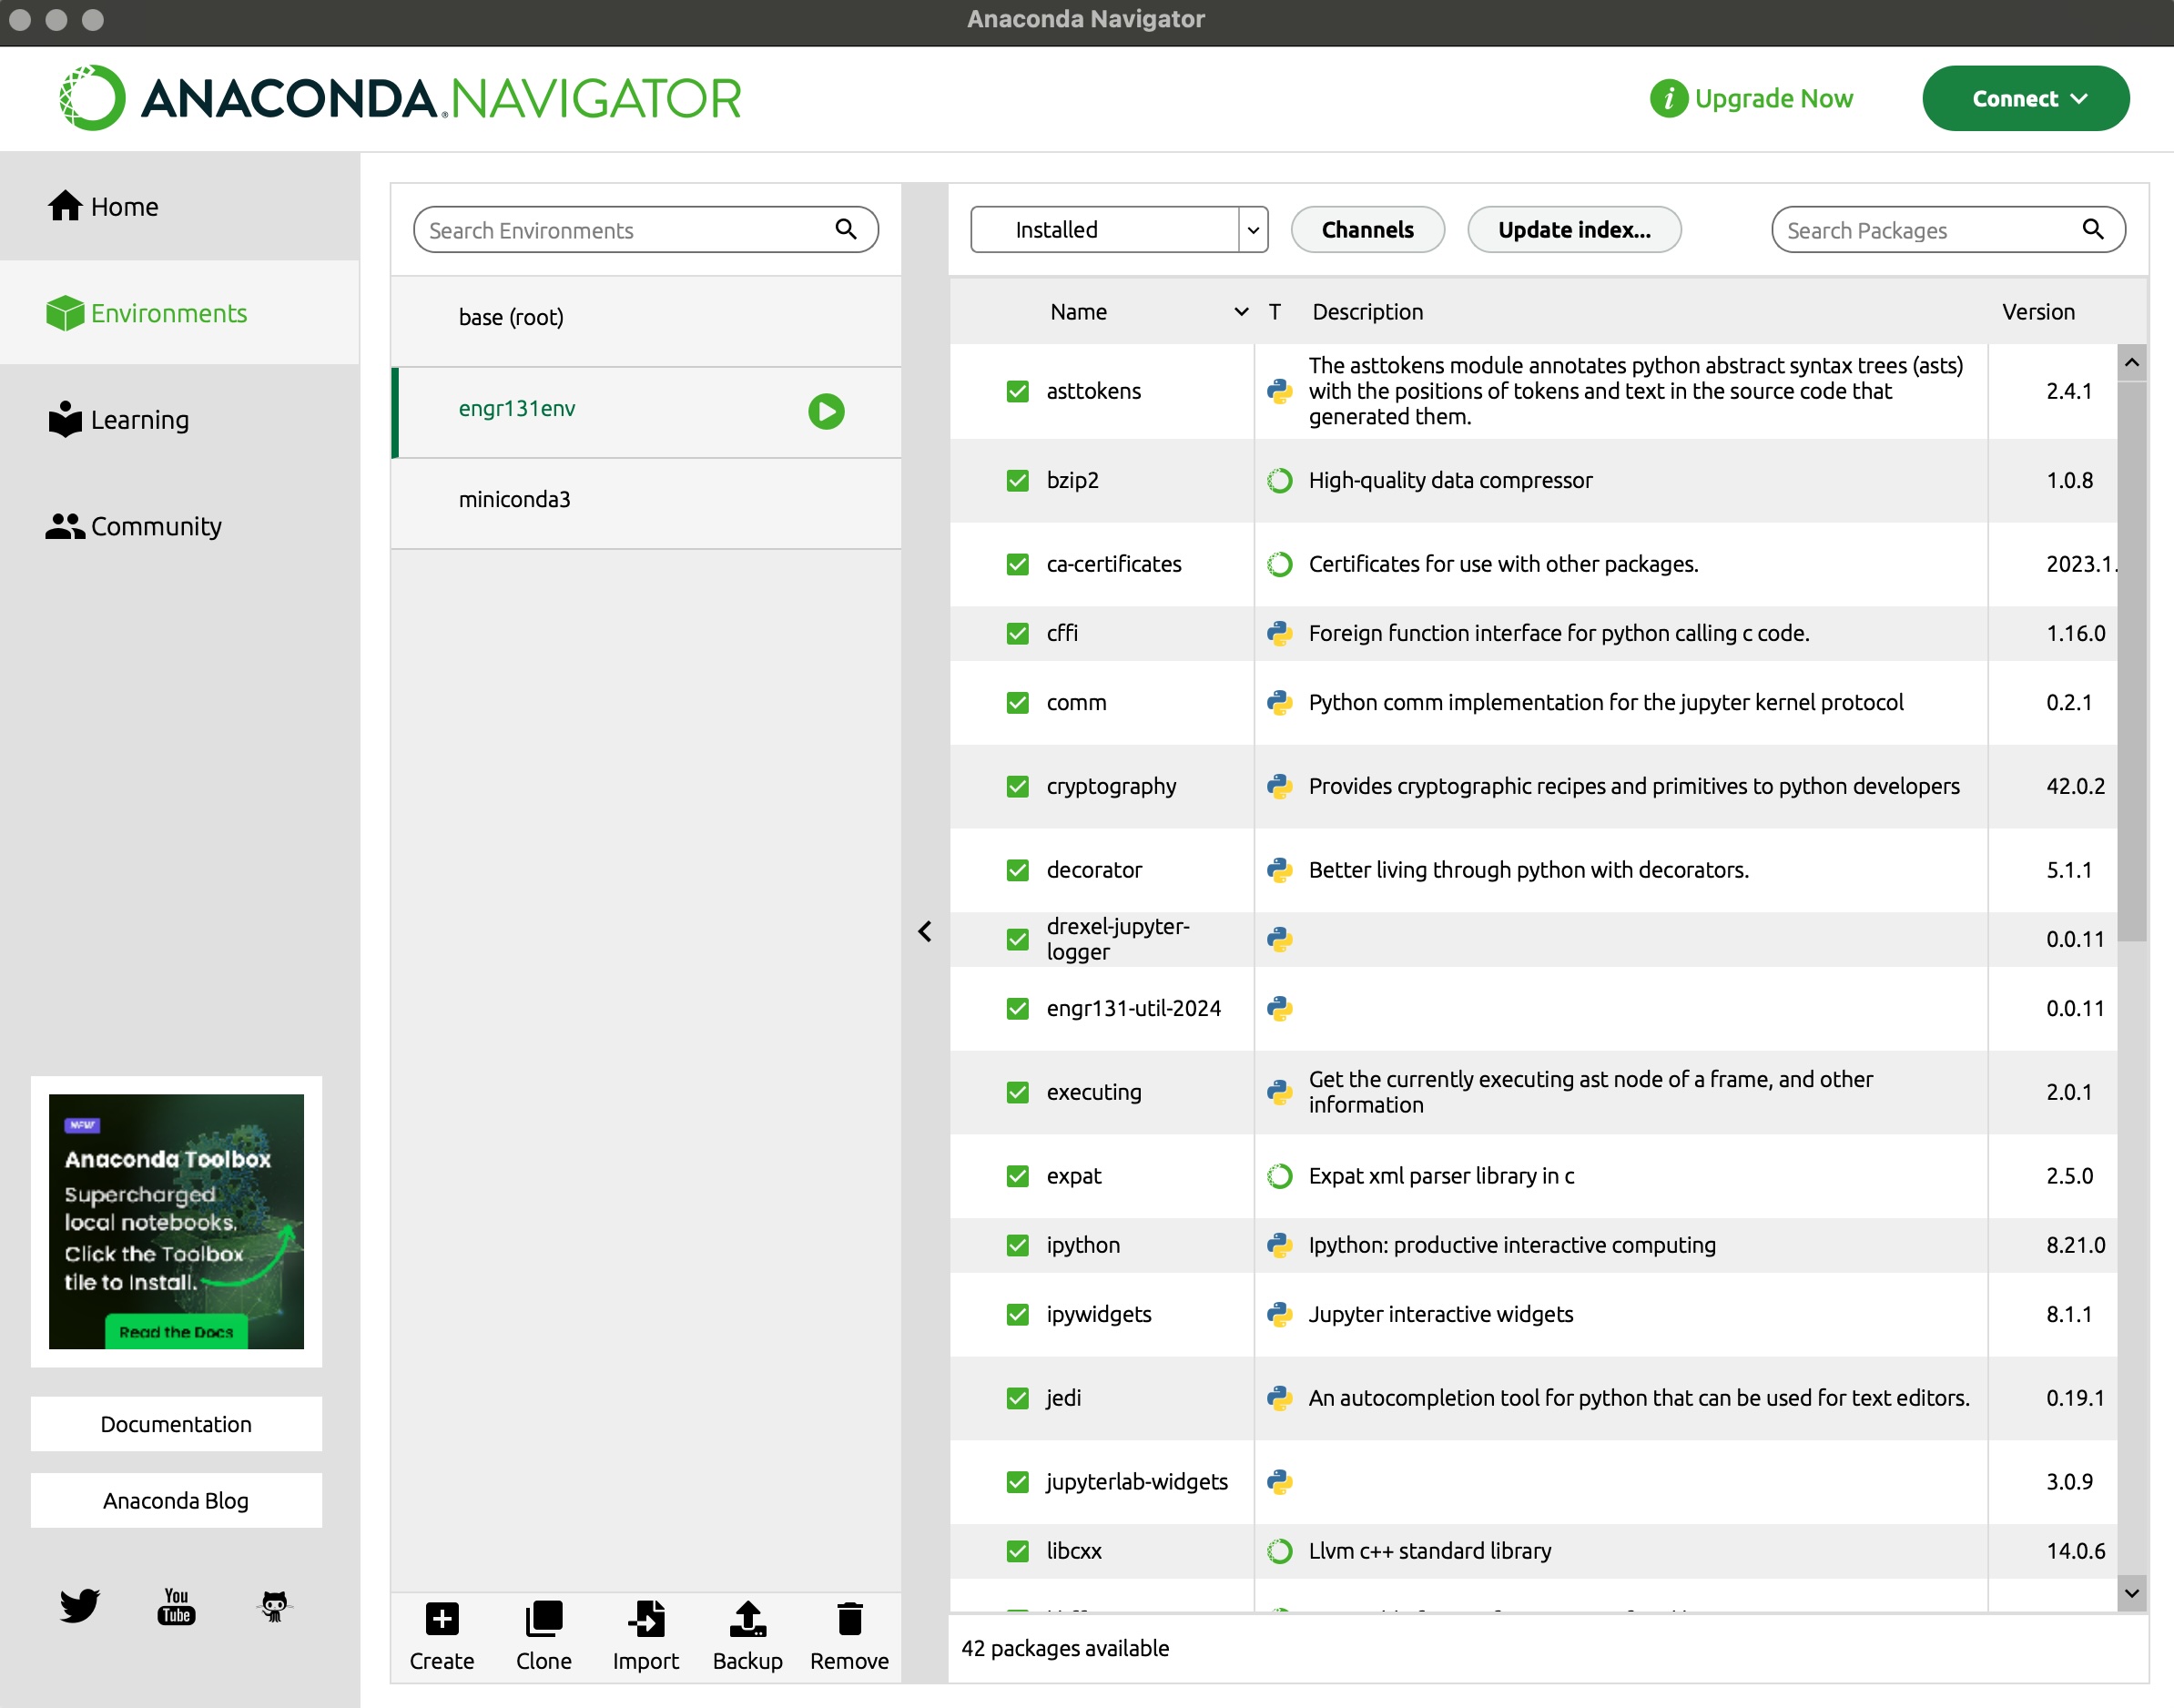 Anaconda Navigator
ANACONDA.NAVIGATOR
i Upgrade Now
Connect
Home
Environments
Learning
Community
NEW
Anaconda Toolbox
Supercharged
local notebooks.
Click the Toolbox
tile to Install.
Read the Docs
Documentation
Anaconda Blog
You
Tube
Search Environments
base (root)
engr131env
miniconda3
Create
Clone
Import
Backup
Remove
Installed
Channels
Update index...
Search Packages
Name T Description Version
asttokens The asttokens module annotates python abstract syntax trees (asts)
with the positions of tokens and text in the source code that
generated them. 2.4.1
bzip2 High-quality data compressor 1.0.8
ca-certificates Certificates for use with other packages. 2023.1.
cffi Foreign function interface for python calling c code. 1.16.0
comm Python comm implementation for the jupyter kernel protocol 0.2.1
cryptography Provides cryptographic recipes and primitives to python developers 42.0.2
decorator Better living through python with decorators. 5.1.1
drexel-jupyter-
logger 0.0.11
engr131-util-2024 0.0.11
executing Get the currently executing ast node of a frame, and other
information 2.0.1
expat Expat xml parser library in c 2.5.0
ipython Ipython: productive interactive computing 8.21.0
ipywidgets Jupyter interactive widgets 8.1.1
jedi An autocompletion tool for python that can be used for text editors. 0.19.1
jupyterlab-widgets 3.0.9
libcxx Llvm c++ standard library 14.0.6
42 packages available